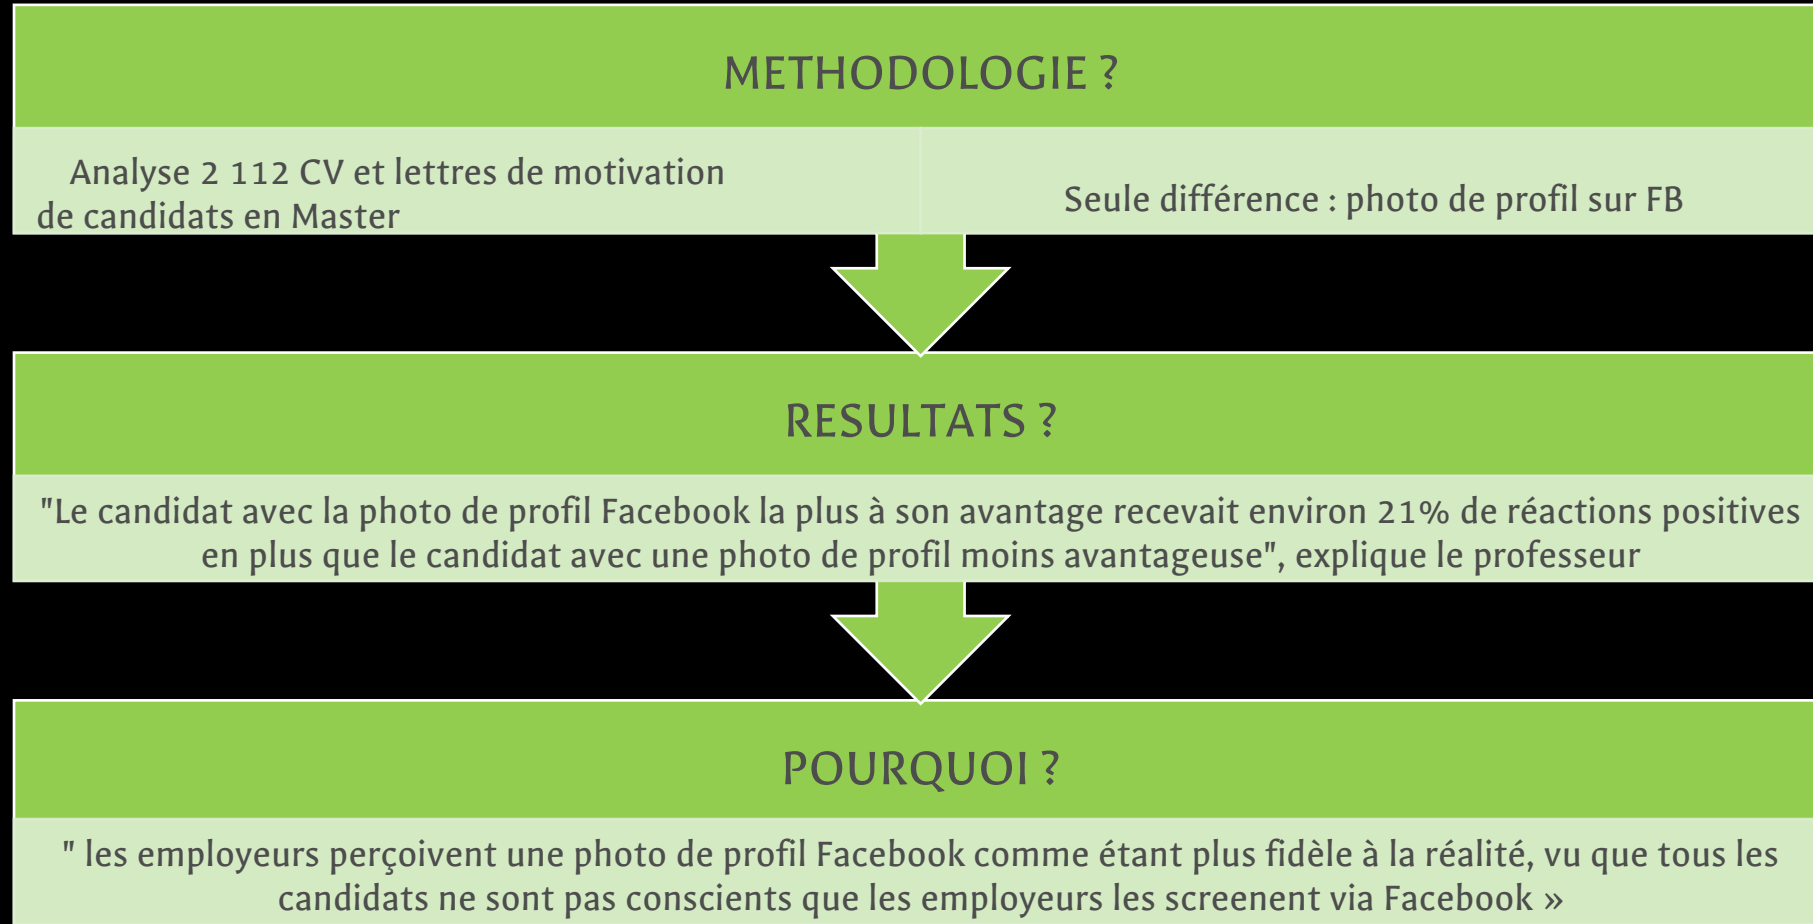 METHODOLOGIE ?
Analyse 2 112 CV et lettres de motivation
de candidats en Master
Seule différence : photo de profil sur FB
RESULTATS ?
"Le candidat avec la photo de profil Facebook la plus à son avantage recevait environ 21% de réactions positives
en plus que le candidat avec une photo de profil moins avantageuse", explique le professeur
POURQUOI ?
" les employeurs perçoivent une photo de profil Facebook comme étant plus fidèle à la réalité, vu que tous les
candidats ne sont pas conscients que les employeurs les screenent via Facebook »